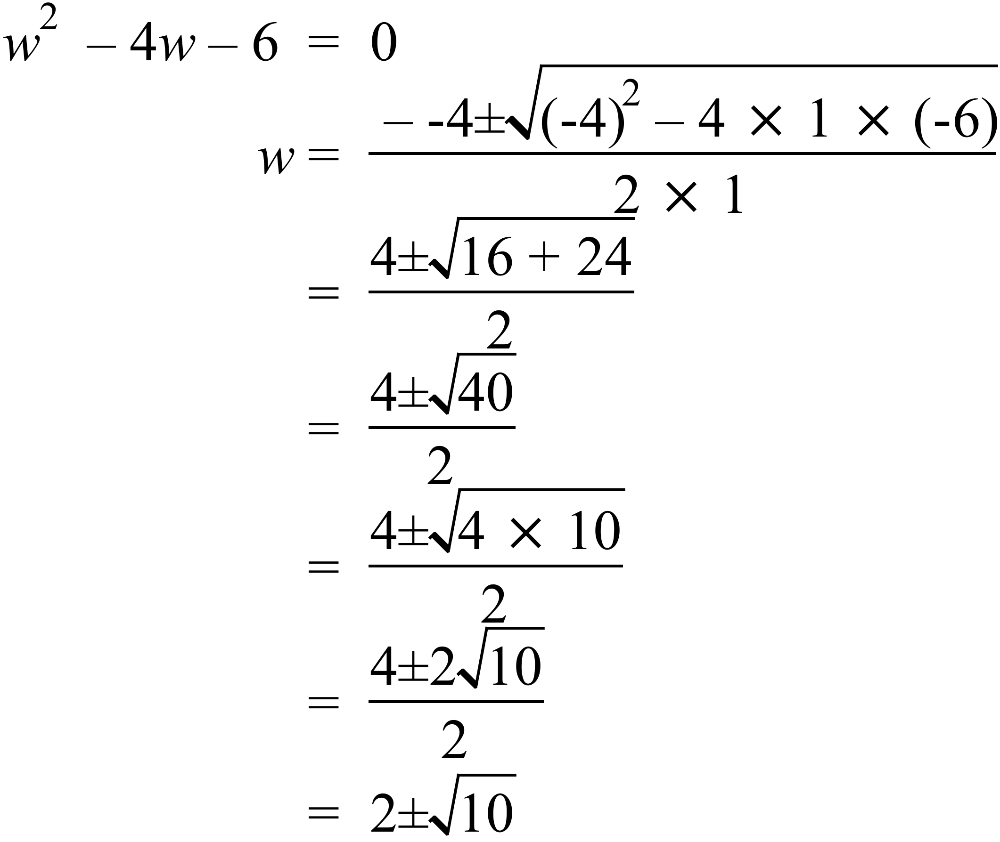 w² − 4w − 6 = 0
w = (− -4±√((-4)² − 4 × 1 × (-6))) / (2 × 1)
= (4±√(16 + 24)) / 2
= (4±√40) / 2
= (4±√(4 × 10)) / 2
= (4±2√10) / 2
= 2±√10